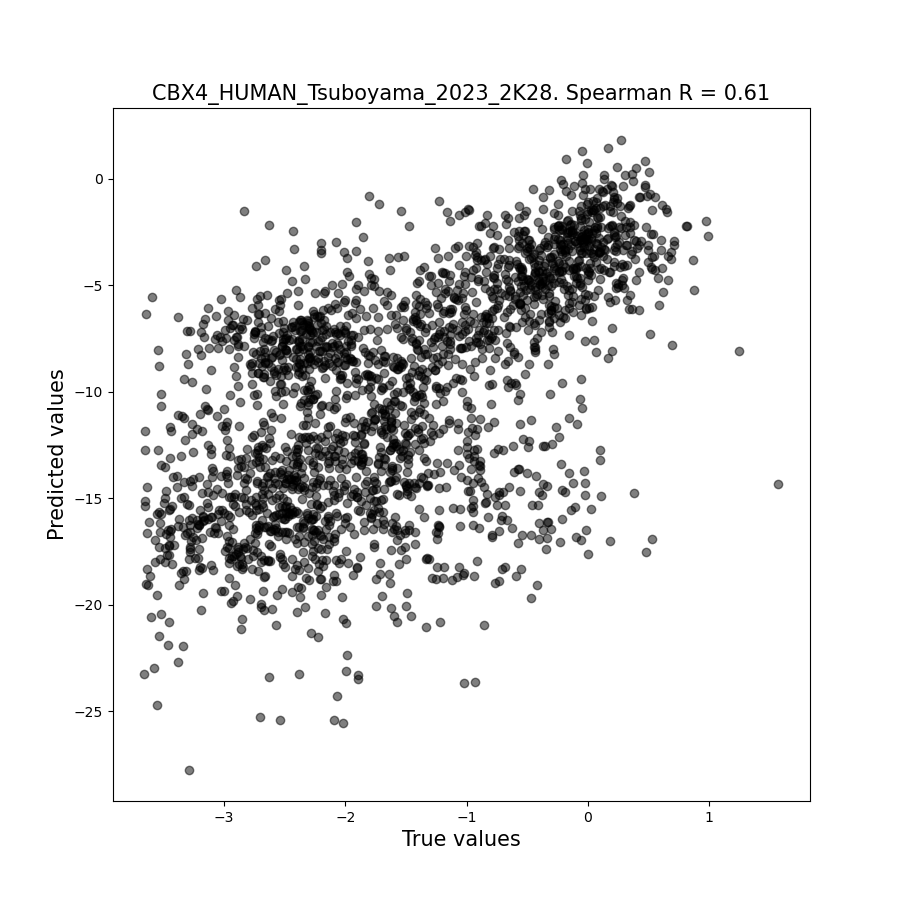 CBX4_HUMAN_Tsuboyama_2023_2K28. Spearman R = 0.61
0
−5
−10
−15
−20
−25
Predicted values
−3 −2 −1 0 1
True values